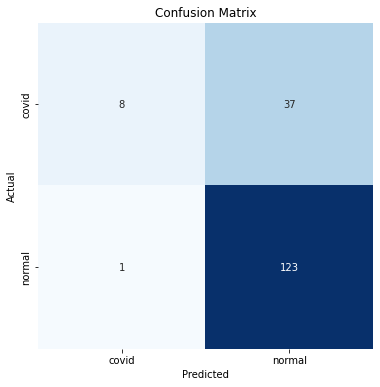 Confusion Matrix
covid
8
37
Actual
normal
1
123
covid
normal
Predicted